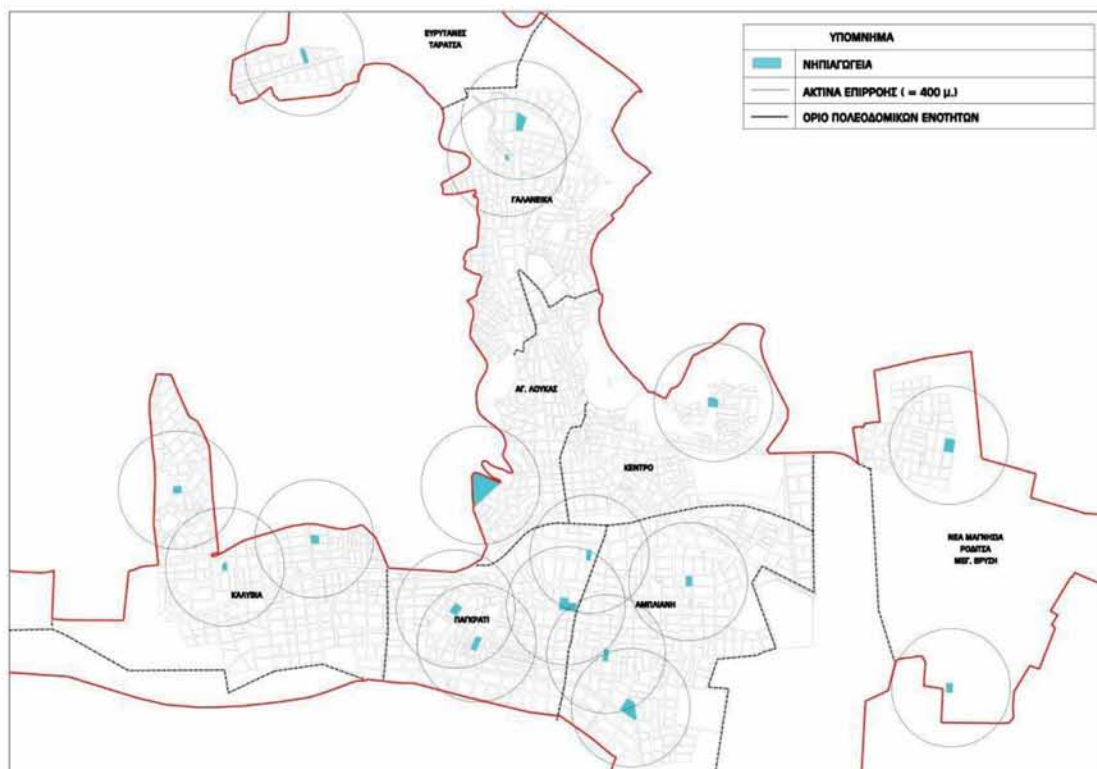 ΕΥΡΥΤΑΝΕΣ
ΤΑΡΑΤΣΑ
ΥΠΟΜΝΗΜΑ
ΝΗΠΙΑΓΩΓΕΙΑ
ΑΚΤΙΝΑ ΕΠΙΡΡΟΗΣ ( = 400 μ.)
ΟΡΙΟ ΠΟΛΕΟΔΟΜΙΚΩΝ ΕΝΟΤΗΤΩΝ
ΓΑΛΑΝΕΙΚΑ
ΑΓ. ΛΟΥΚΑΣ
ΚΕΝΤΡΟ
ΝΕΑ ΜΑΓΝΗΣΙΑ
ΡΟΔΙΤΣΑ
ΜΕΓ. ΒΡΥΣΗ
ΚΑΛΥΒΙΑ
ΠΑΓΚΡΑΤΙ
ΑΜΠΛΙΑΝΗ